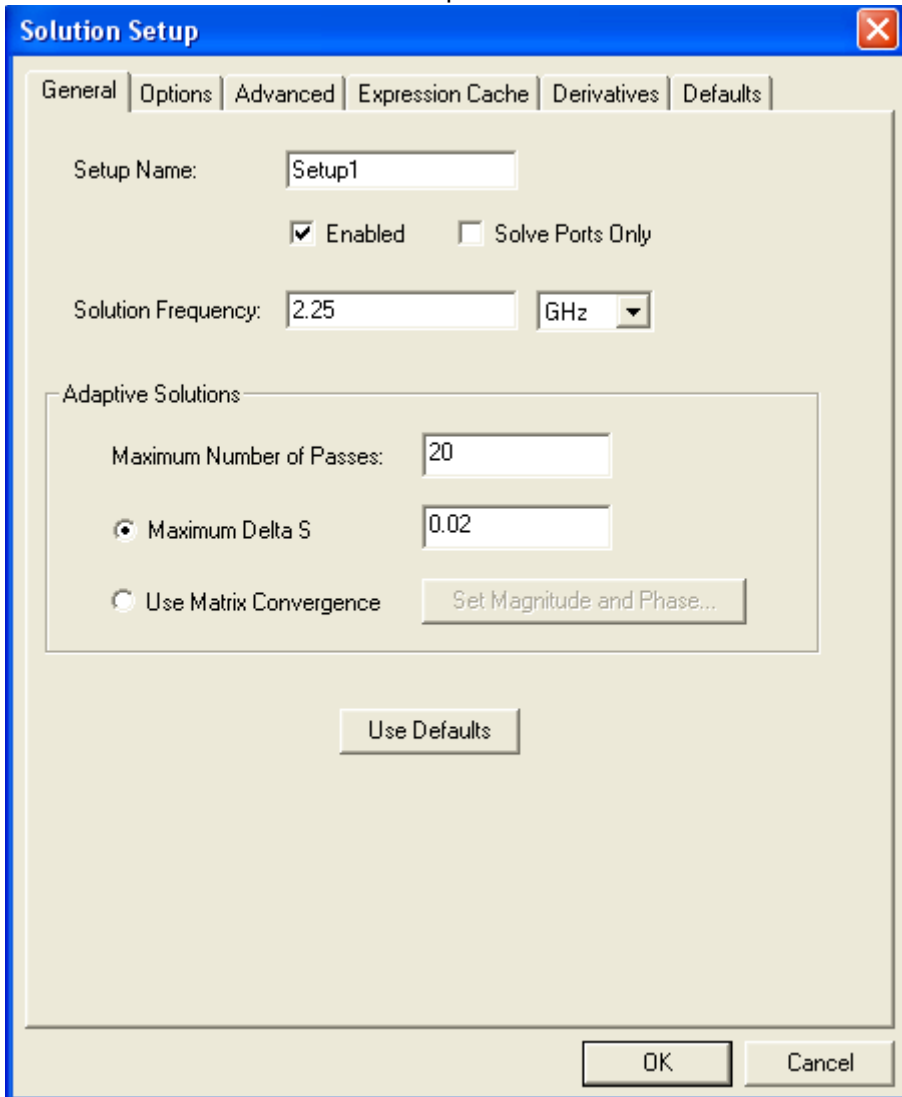 Solution Setup
General Options Advanced Expression Cache Derivatives Defaults
Setup Name: Setup1
Enabled Solve Ports Only
Solution Frequency: 2.25 GHz
Adaptive Solutions
Maximum Number of Passes: 20
Maximum Delta S 0.02
Use Matrix Convergence Set Magnitude and Phase...
Use Defaults
OK Cancel